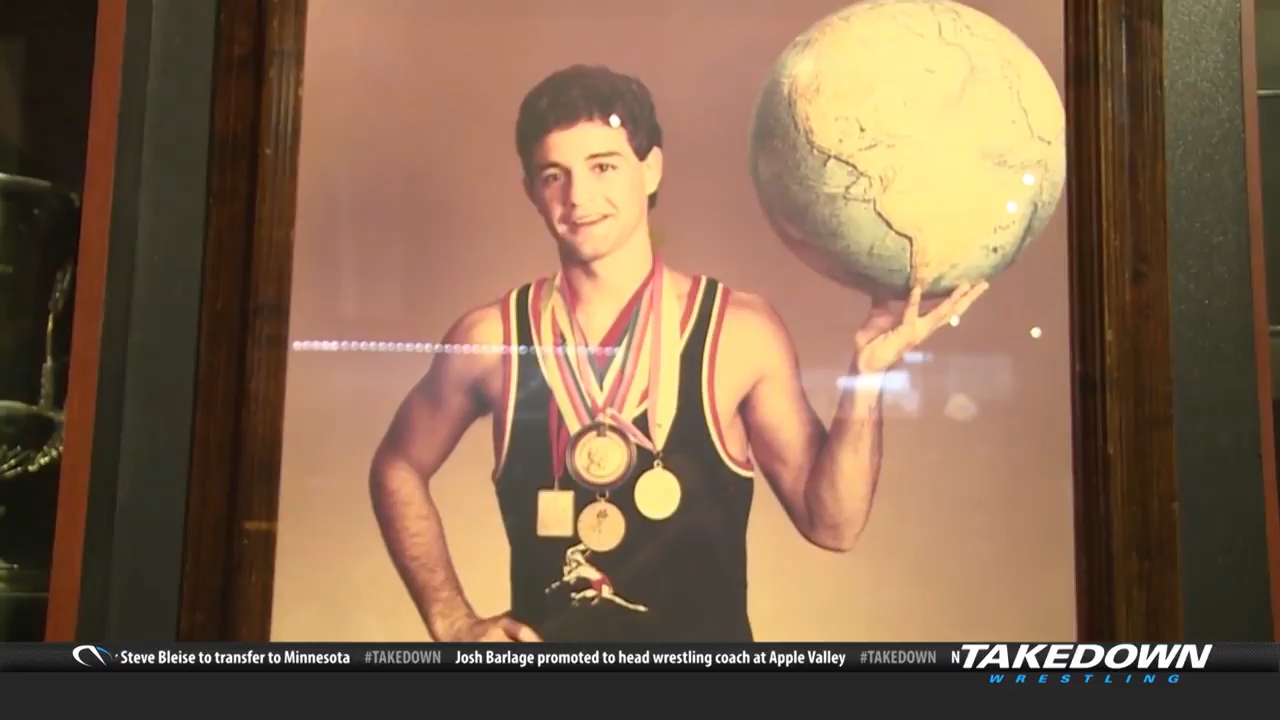 Steve Bleise to transfer to Minnesota #TAKEDOWN Josh Barlage promoted to head wrestling coach at Apple Valley #TAKEDOWN N
TAKEDOWN
WRESTLING